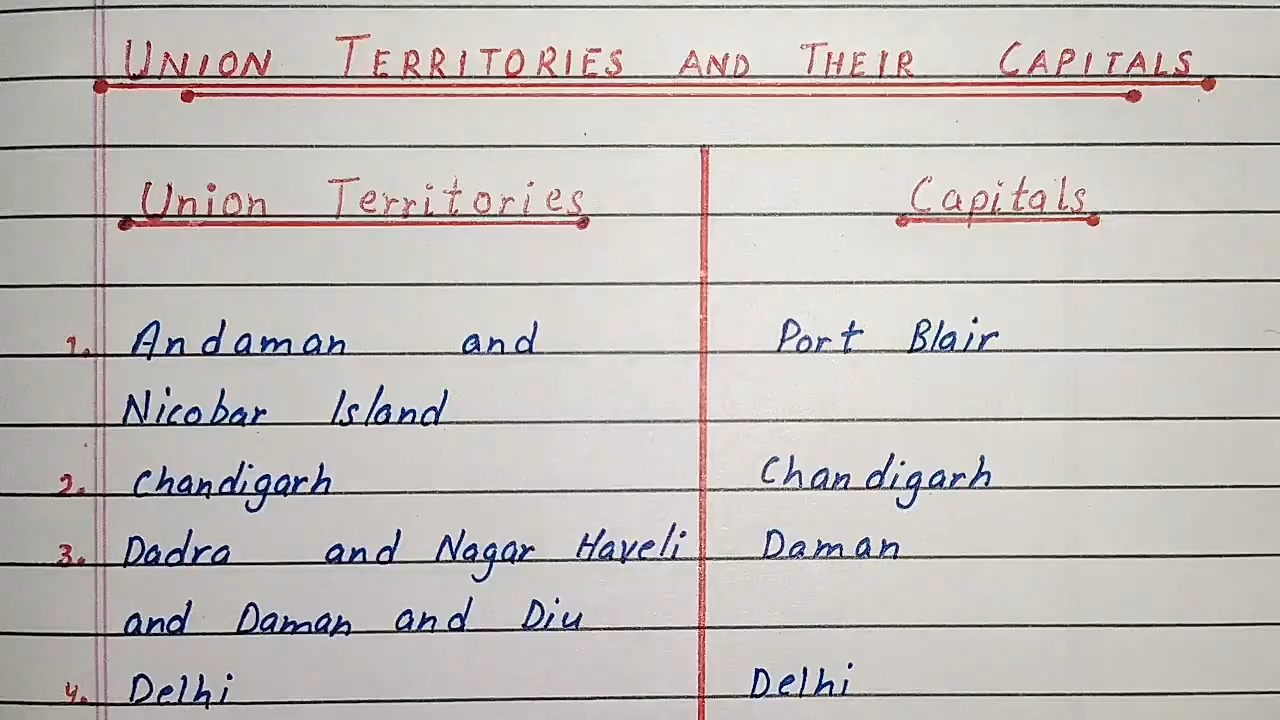 UNION TERRITORIES AND THEIR CAPITALS
Union Territories Capitals
1. Andaman and Port Blair
Nicobar Island
2. Chandigarh Chandigarh
3. Dadra and Nagar Haveli Daman
and Daman and Diu
4. Delhi Delhi